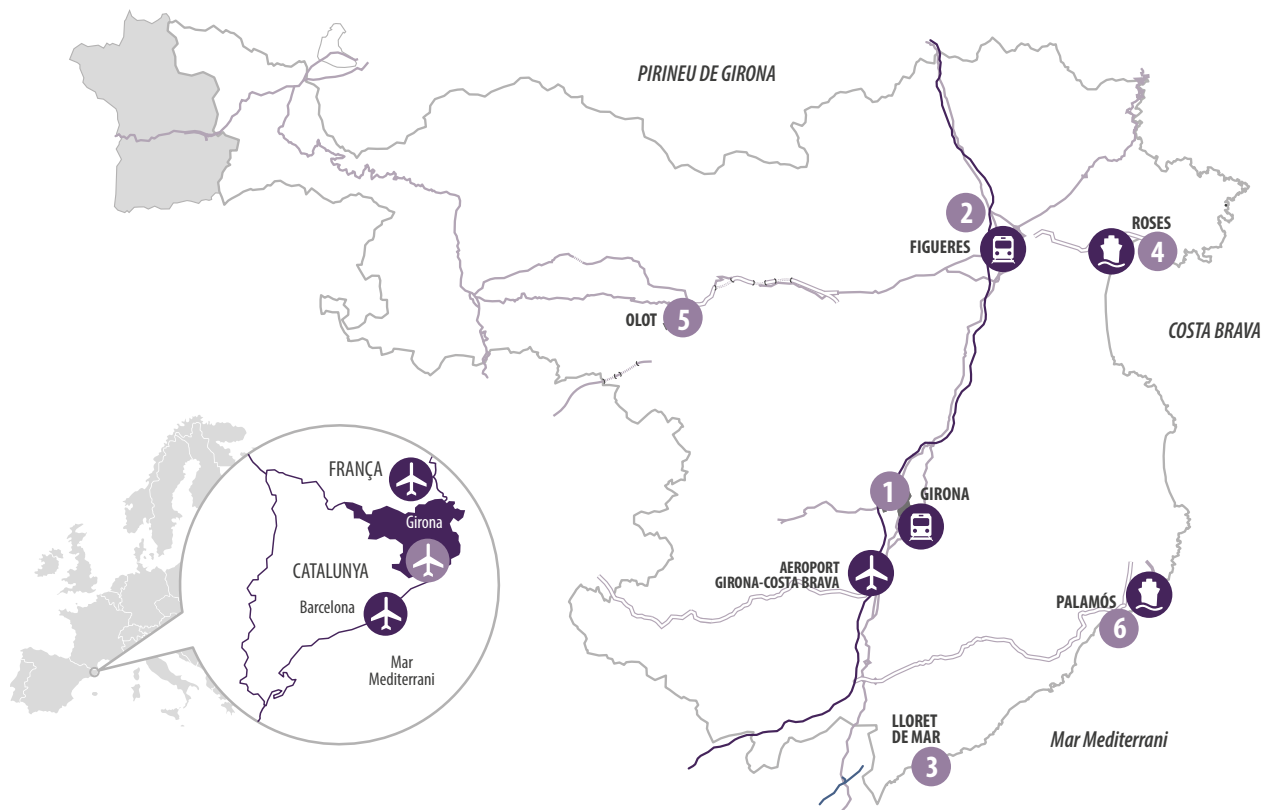 PIRINEU DE GIRONA
2
FIGUERES
ROSES
4
OLOT
5
COSTA BRAVA
FRANÇA
Girona
CATALUNYA
Barcelona
Mar
Mediterrani
1
GIRONA
AEROPORT
GIRONA-COSTA BRAVA
PALAMÓS
6
LLORET
DE MAR
3
Mar Mediterrani